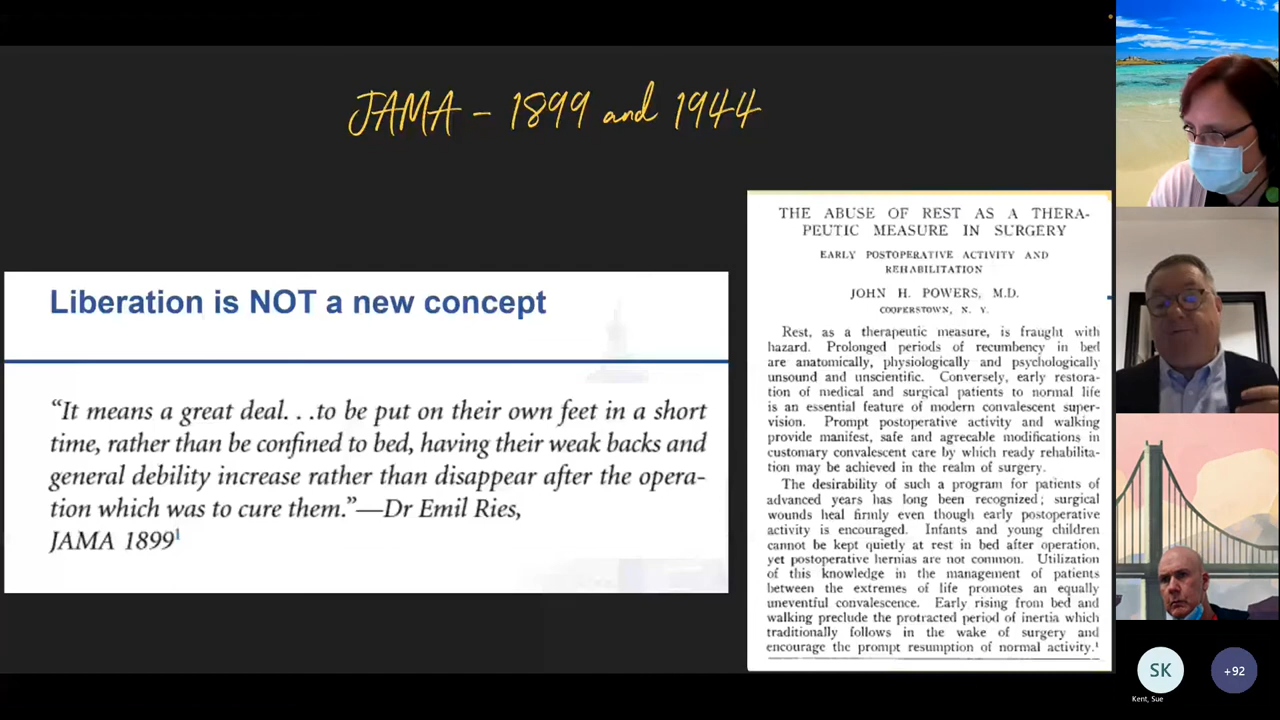 JAMA - 1899 and 1944
Liberation is NOT a new concept
“It means a great deal. . .to be put on their own feet in a short
time, rather than be confined to bed, having their weak backs and
general debility increase rather than disappear after the opera-
tion which was to cure them.”—Dr Emil Ries,
JAMA 1899¹
THE ABUSE OF REST AS A THERA-
PEUTIC MEASURE IN SURGERY
EARLY POSTOPERATIVE ACTIVITY AND
REHABILITATION
JOHN H. POWERS, M.D.
COOPERSTOWN, N. Y.
Rest, as a therapeutic measure, is fraught with
hazard. Prolonged periods of recumbency in bed
are anatomically, physiologically and psychologically
unsound and unscientific. Conversely, early restora-
tion of medical and surgical patients to normal life
is an essential feature of modern convalescent super-
vision. Prompt postoperative activity and walking
provide manifest, safe and agreeable modifications in
customary convalescent care by which ready rehabilita-
tion may be achieved in the realm of surgery.
The desirability of such a program for patients of
advanced years has long been recognized; surgical
wounds heal firmly even though early postoperative
activity is encouraged. Infants and young children
cannot be kept quietly at rest in bed after operation,
yet postoperative hernias are not common. Utilization
of this knowledge in the management of patients
between the extremes of life promotes an equally
uneventful convalescence. Early rising from bed and
walking preclude the protracted period of inertia which
traditionally follows in the wake of surgery and
encourage the prompt resumption of normal activity.¹
SK
+92
Kent, Sue